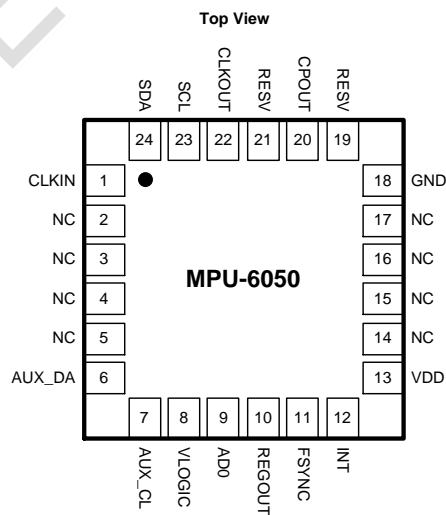 Top View
SDA
SCL
CLKOUT
RESV
CPOUT
RESV
24 23 22 21 20 19
CLKIN 1 18 GND
NC 2 17 NC
NC 3 16 NC
MPU-6050
NC 4 15 NC
NC 5 14 NC
AUX_DA 6 13 VDD
7 8 9 10 11 12
AUX_CL
VLOGIC
AD0
REGOUT
FSYNC
INT